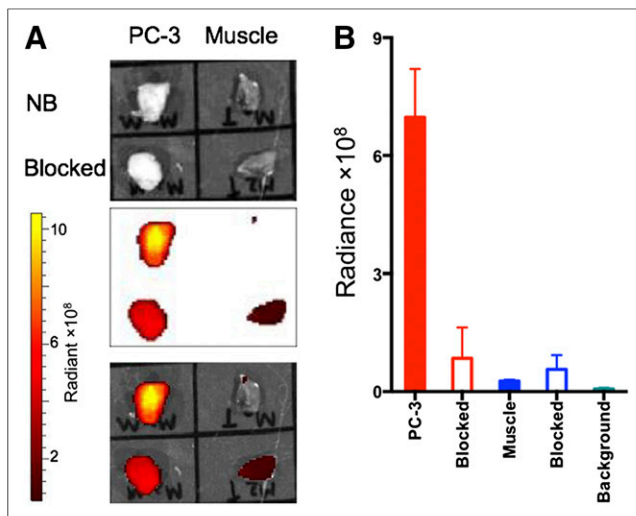 A
PC-3 Muscle
NB
Blocked
10
6
2
Radiant ×10⁸
B
9
6
3
0
Radiance ×10⁸
PC-3
Blocked
Muscle
Blocked
Background